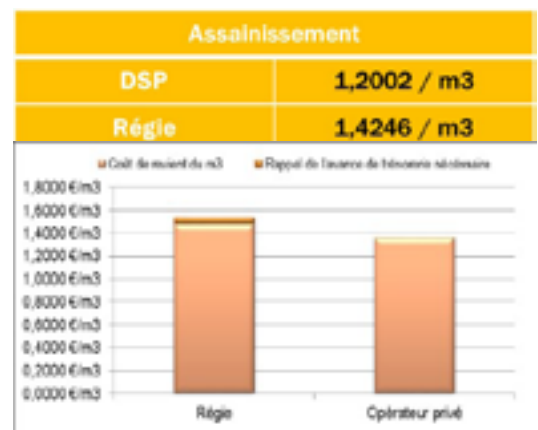 Assainissement
DSP 1,2002 / m3
Régie 1,4246 / m3
Coût de revient du m3 Rappel de l'avance de trésorerie nécessaire
1,8000 €/m3
1,6000 €/m3
1,4000 €/m3
1,2000 €/m3
1,0000 €/m3
0,8000 €/m3
0,6000 €/m3
0,4000 €/m3
0,2000 €/m3
0,0000 €/m3
Régie Opérateur privé